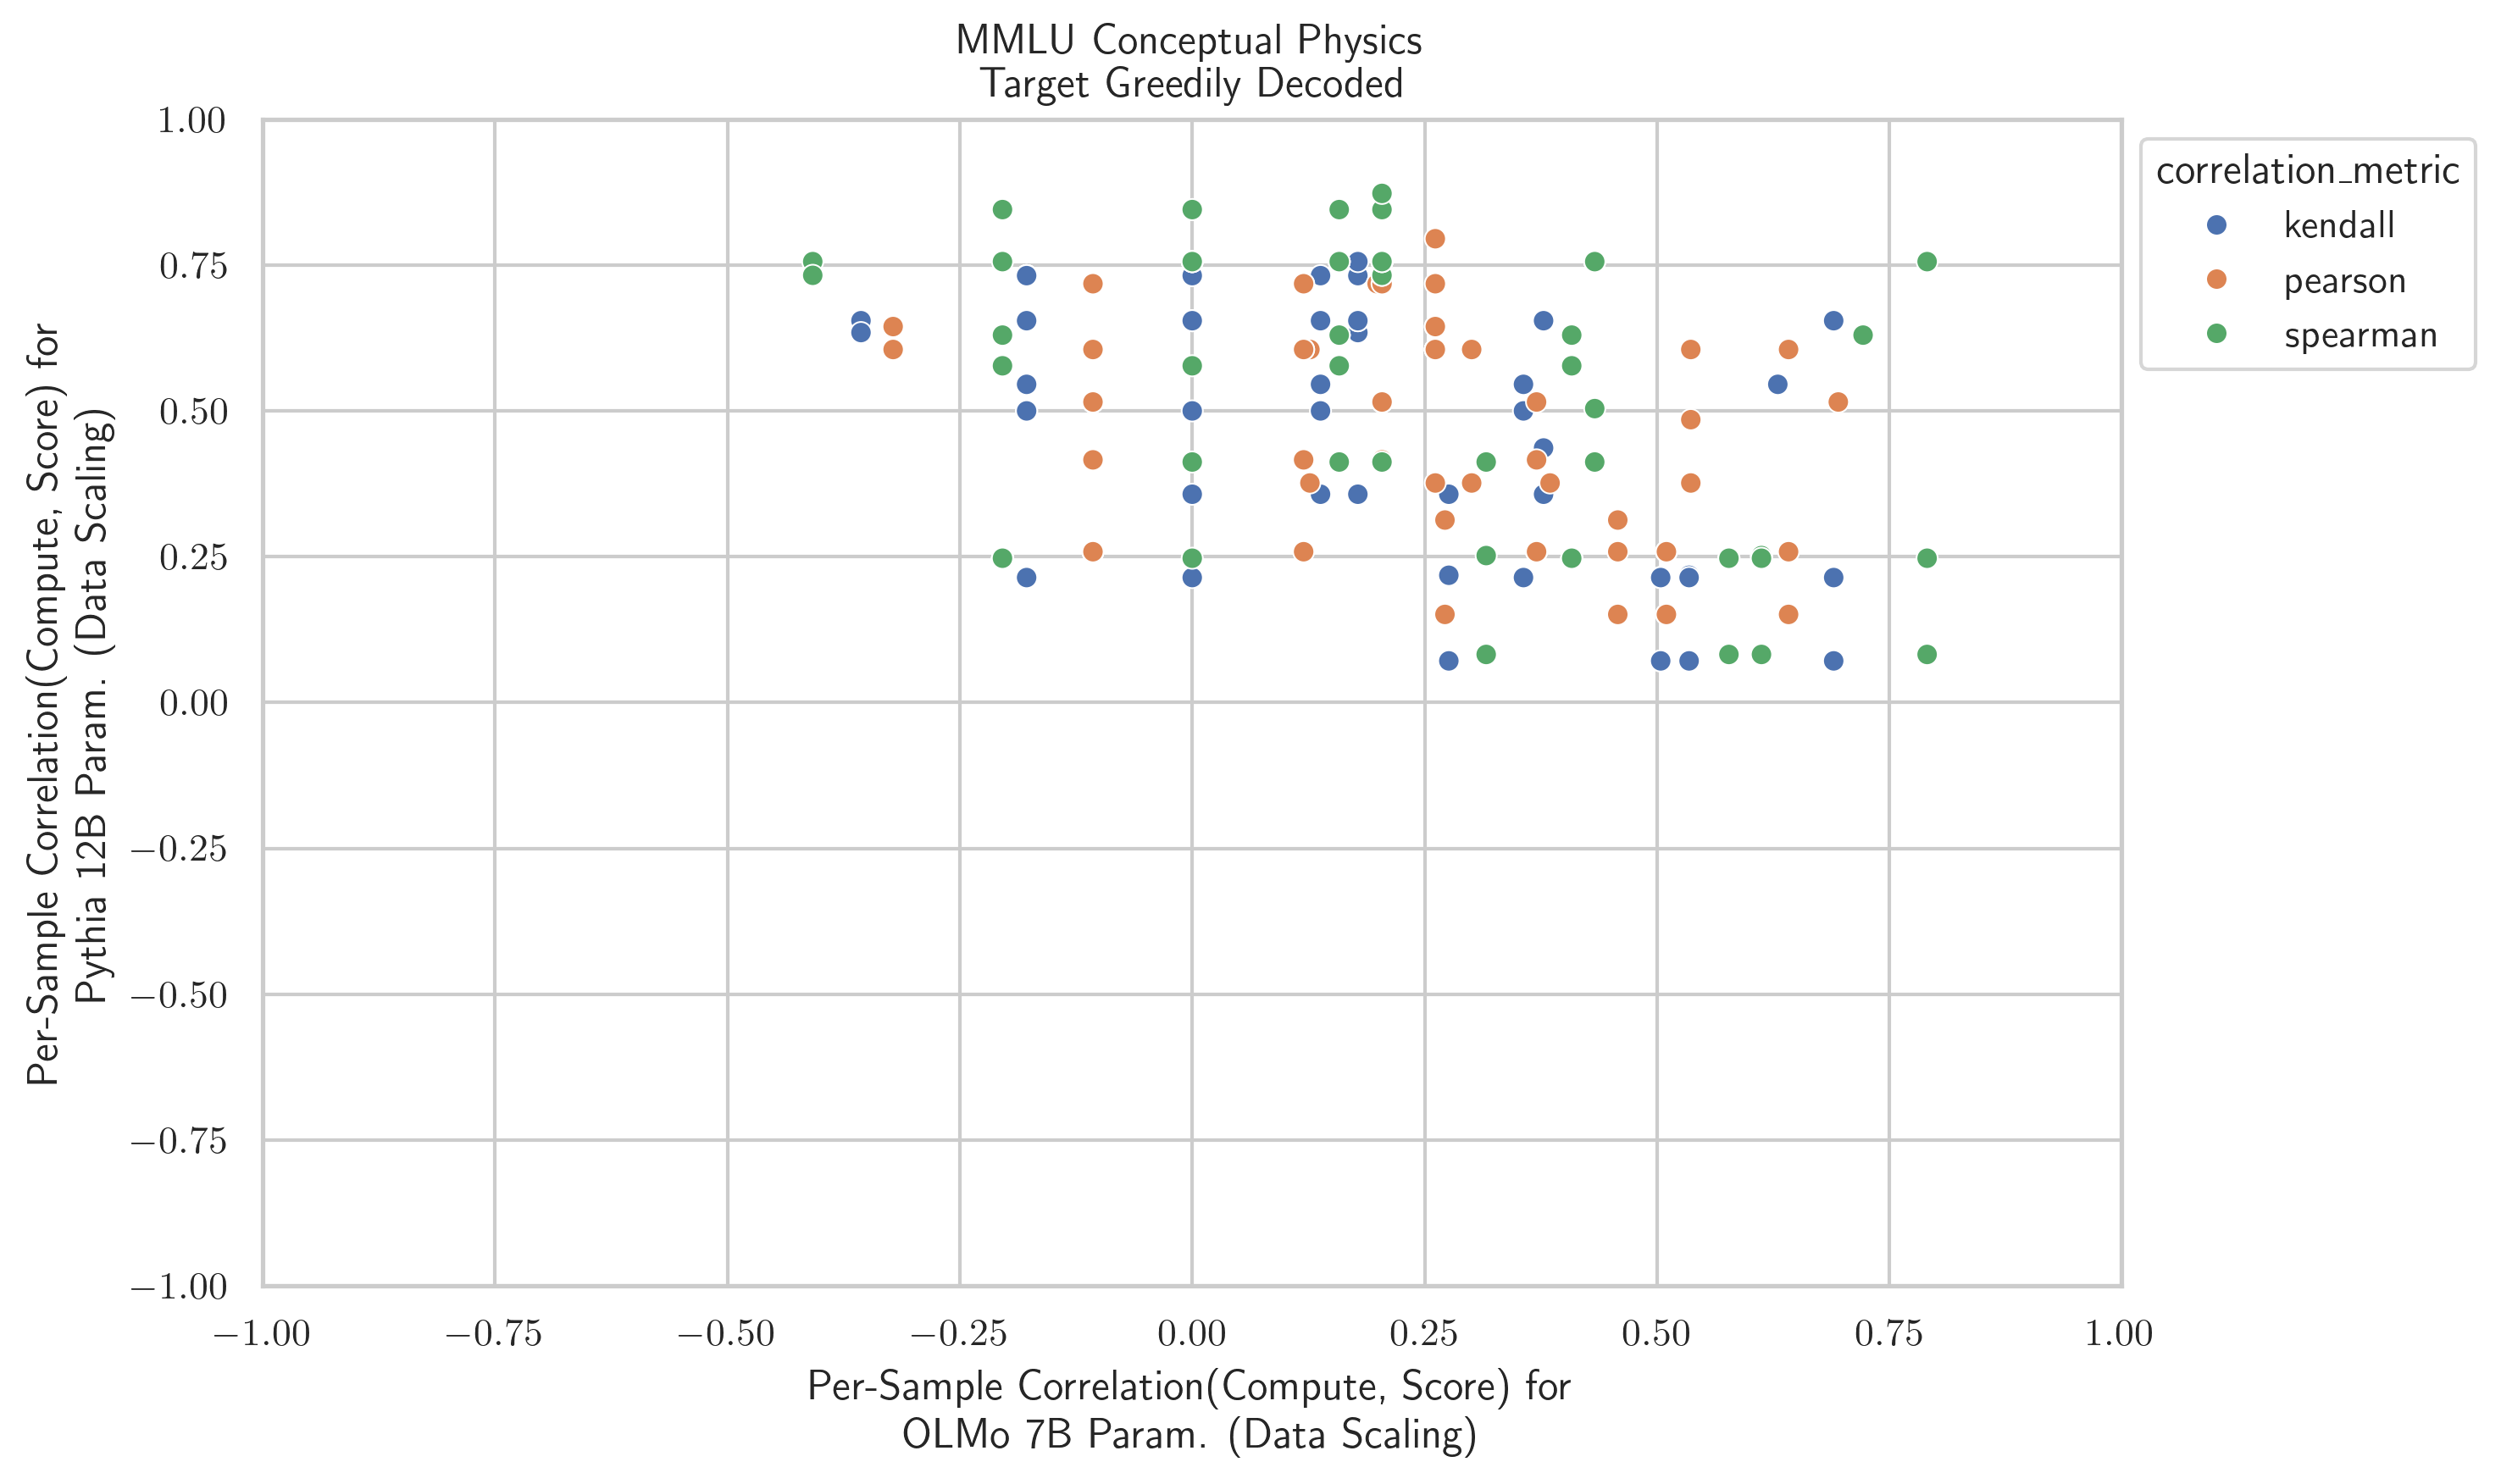 MMLU Conceptual Physics
Target Greedily Decoded
1.00
0.75
0.50
0.25
0.00
−0.25
−0.50
−0.75
−1.00
Per-Sample Correlation(Compute, Score) for
Pythia 12B Param. (Data Scaling)
−1.00 −0.75 −0.50 −0.25 0.00 0.25 0.50 0.75 1.00
Per-Sample Correlation(Compute, Score) for
OLMo 7B Param. (Data Scaling)
correlation_metric
kendall
pearson
spearman